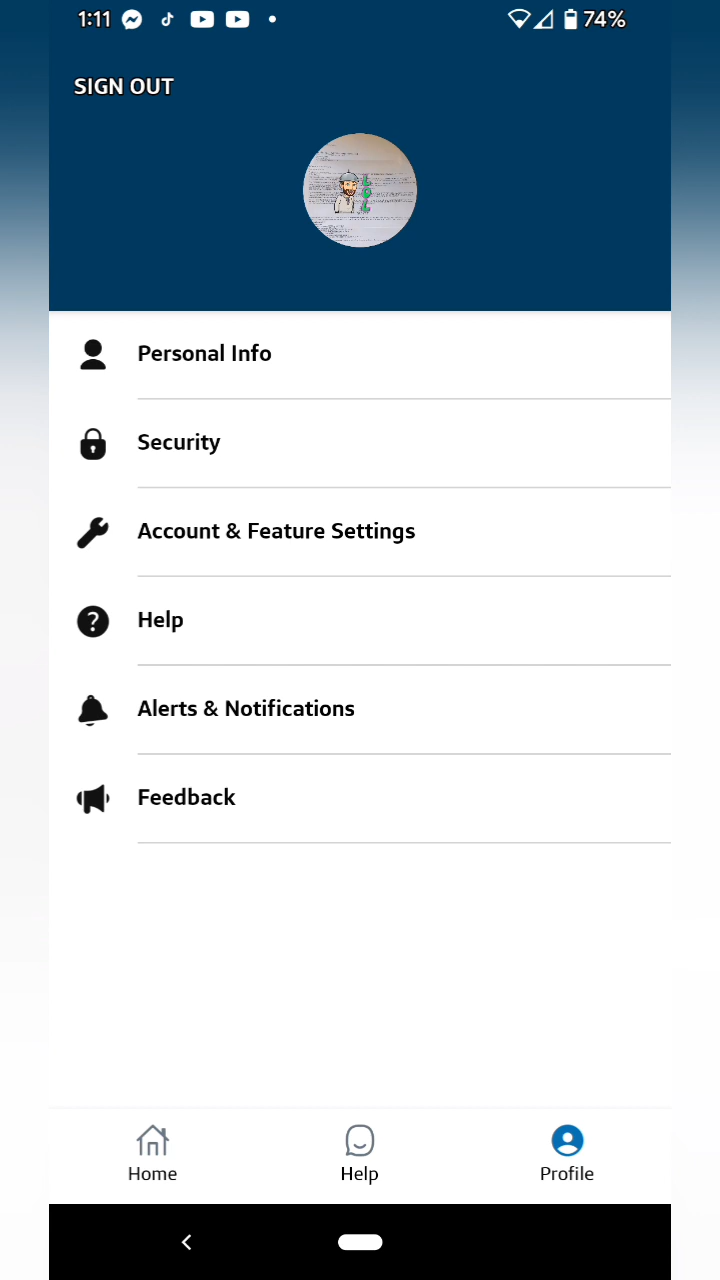 1:11 74%
SIGN OUT
Personal Info
Security
Account & Feature Settings
Help
Alerts & Notifications
Feedback
Home Help Profile